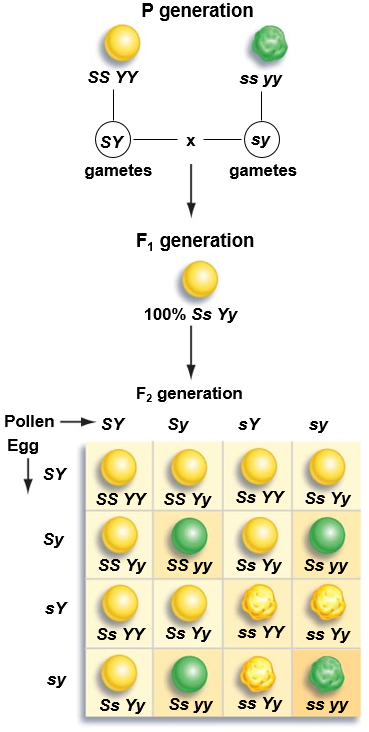 P generation
SS YY ss yy
SY x sy
gametes gametes
F1 generation
100% Ss Yy
F2 generation
Pollen SY Sy sY sy
Egg
SY
SS YY SS Yy Ss YY Ss Yy
Sy
SS Yy SS yy Ss Yy Ss yy
sY
Ss YY Ss Yy ss YY ss Yy
sy
Ss Yy Ss yy ss Yy ss yy